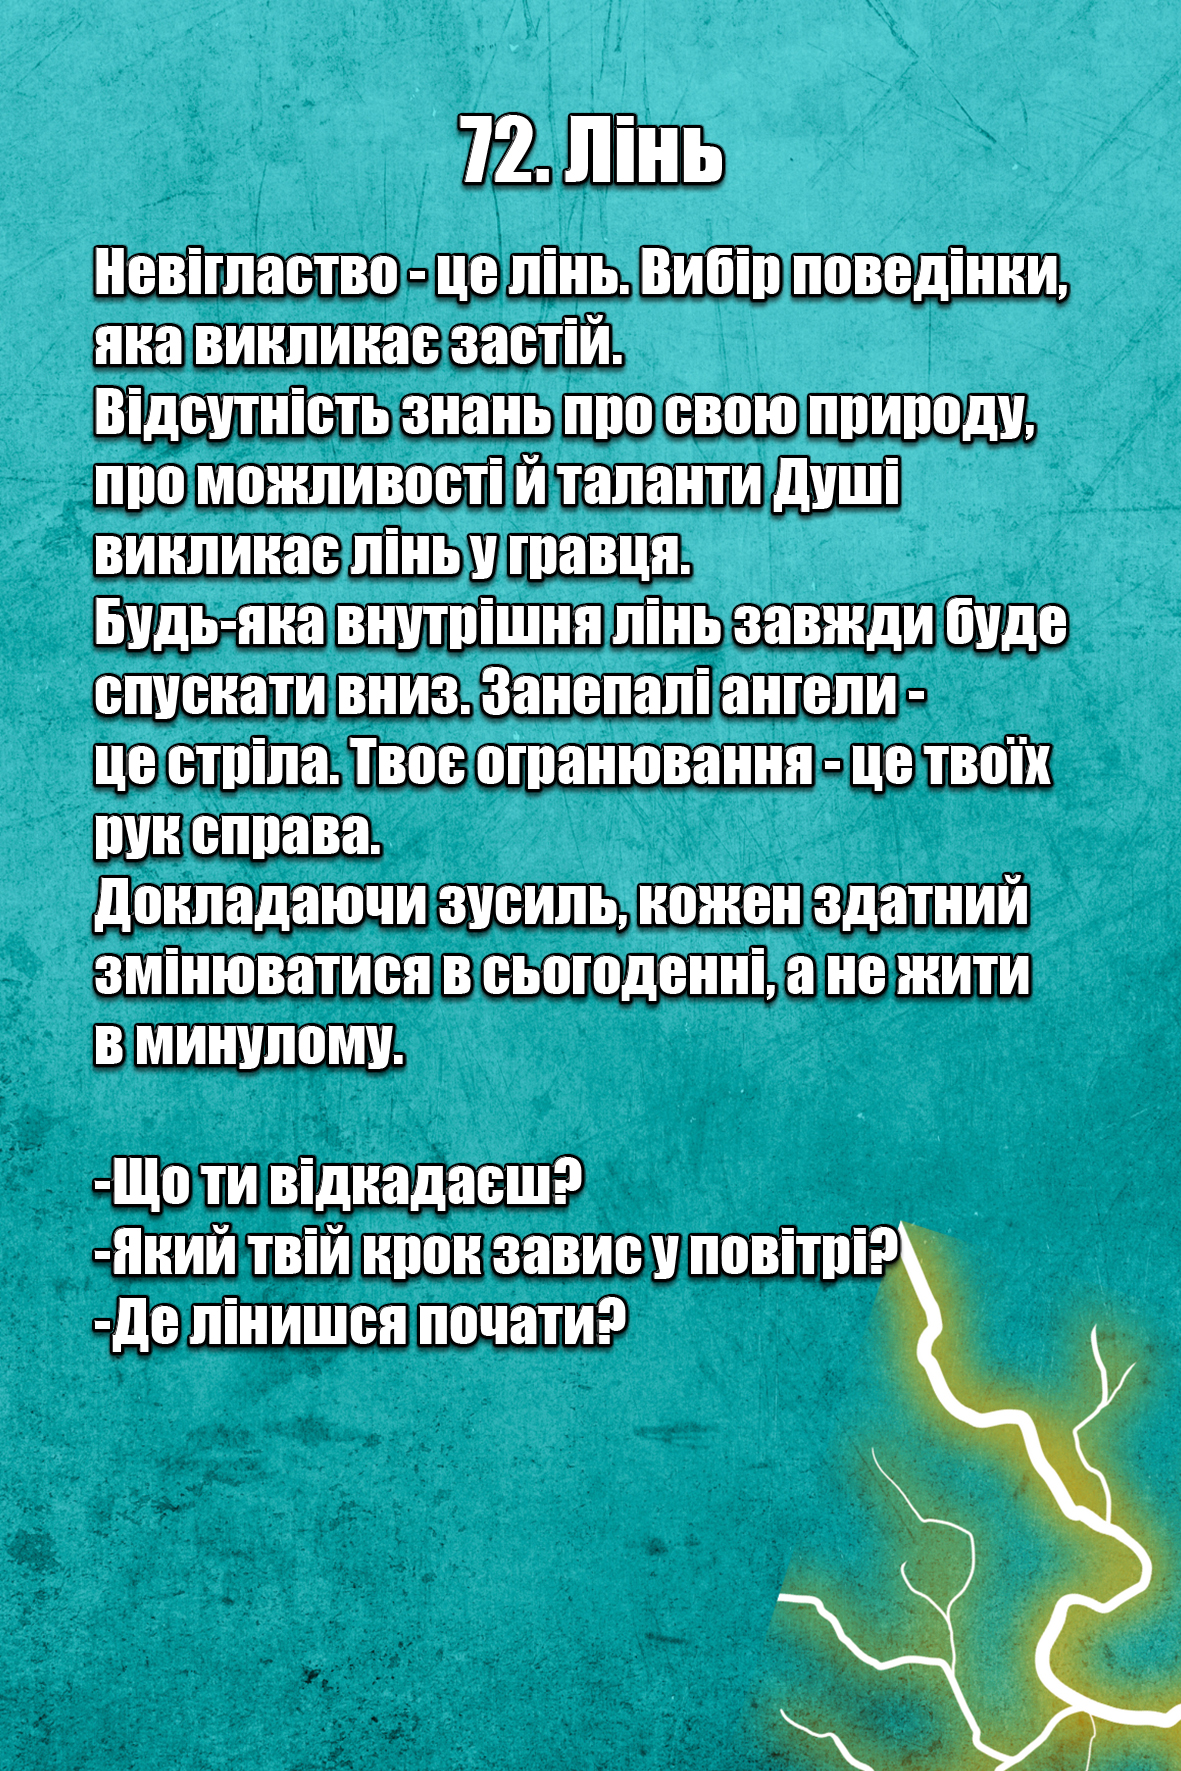 72. Лінь
Невігластво - це лінь. Вибір поведінки,
яка викликає застій.
Відсутність знань про свою природу,
про можливості й таланти Душі
викликає лінь у гравця.
Будь-яка внутрішня лінь завжди буде
спускати вниз. Занепалі ангели -
це стріла. Твоє огранювання - це твоїх
рук справа.
Докладаючи зусиль, кожен здатний
змінюватися в сьогоденні, а не жити
в минулому.
-Що ти відкадаєш?
-Який твій крок завис у повітрі?
-Де лінишся почати?